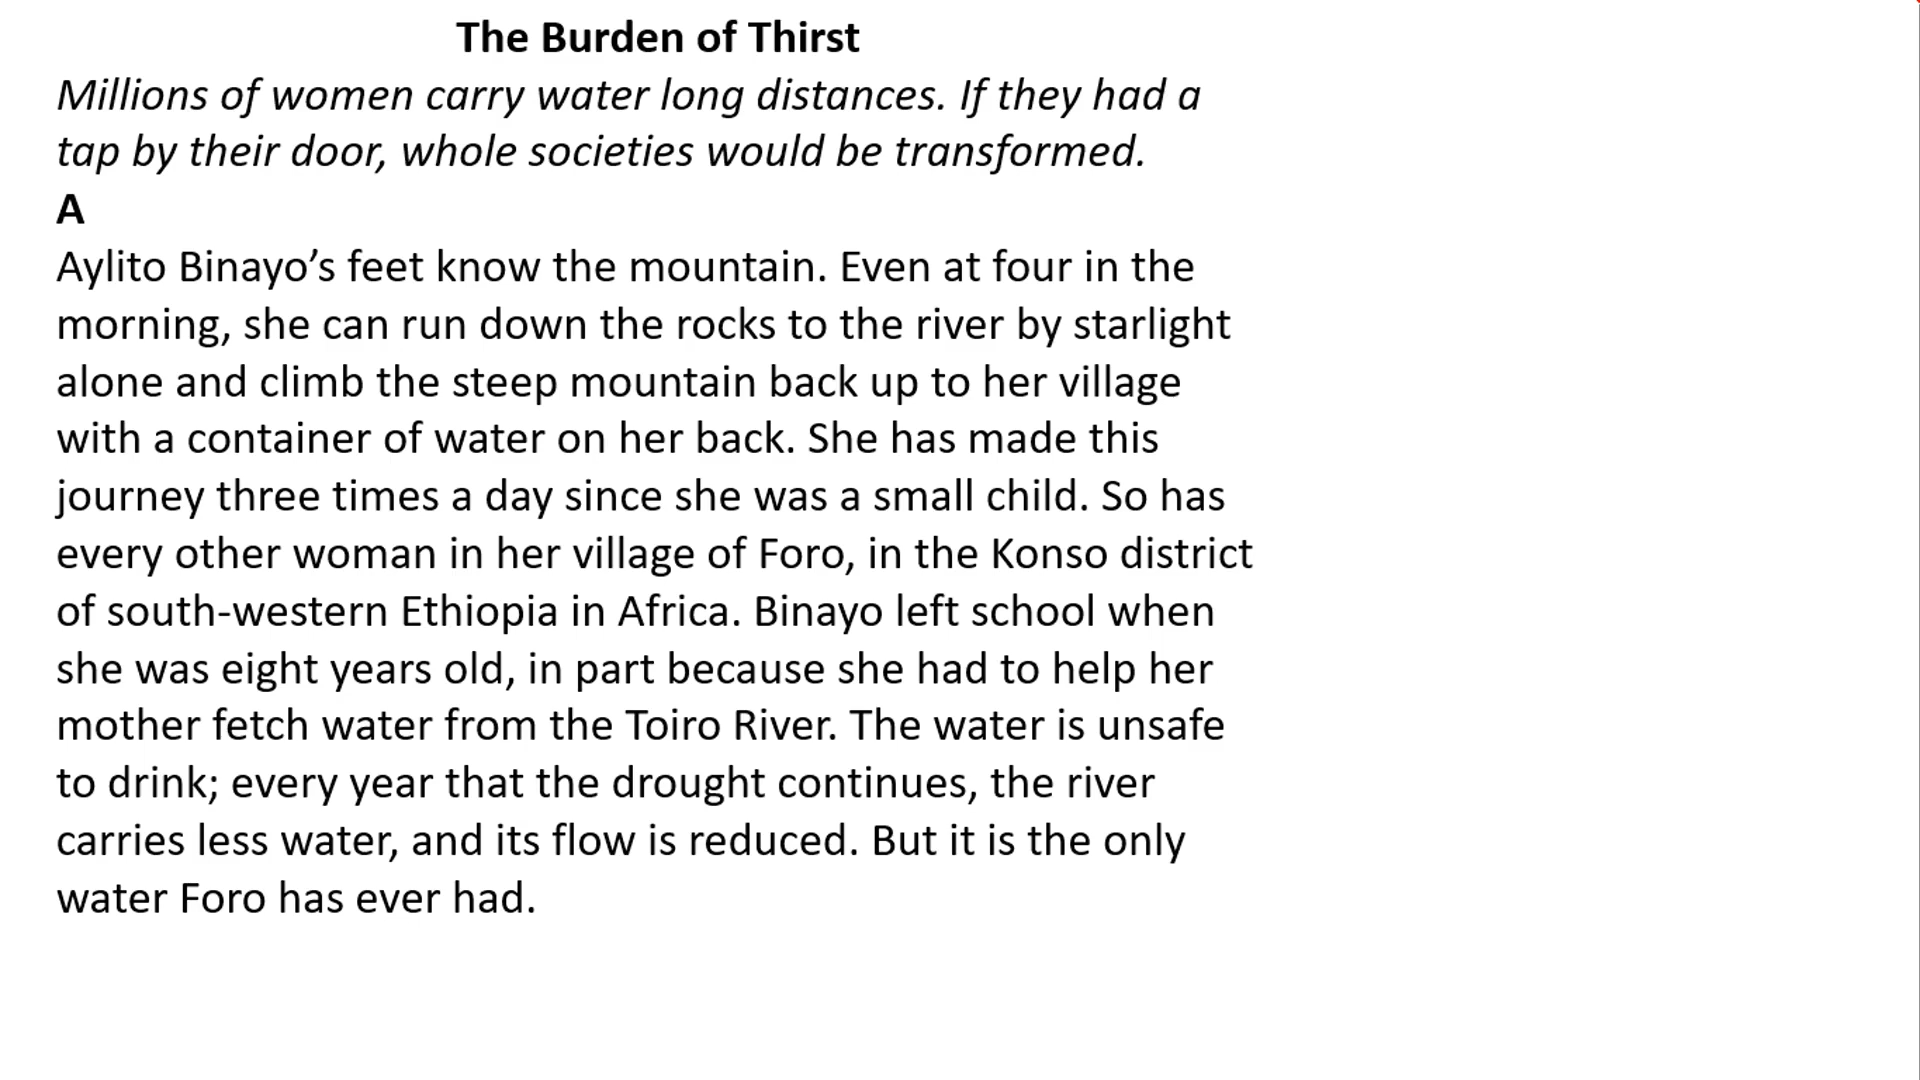 The Burden of Thirst
Millions of women carry water long distances. If they had a
tap by their door, whole societies would be transformed.
A
Aylito Binayo’s feet know the mountain. Even at four in the
morning, she can run down the rocks to the river by starlight
alone and climb the steep mountain back up to her village
with a container of water on her back. She has made this
journey three times a day since she was a small child. So has
every other woman in her village of Foro, in the Konso district
of south-western Ethiopia in Africa. Binayo left school when
she was eight years old, in part because she had to help her
mother fetch water from the Toiro River. The water is unsafe
to drink; every year that the drought continues, the river
carries less water, and its flow is reduced. But it is the only
water Foro has ever had.